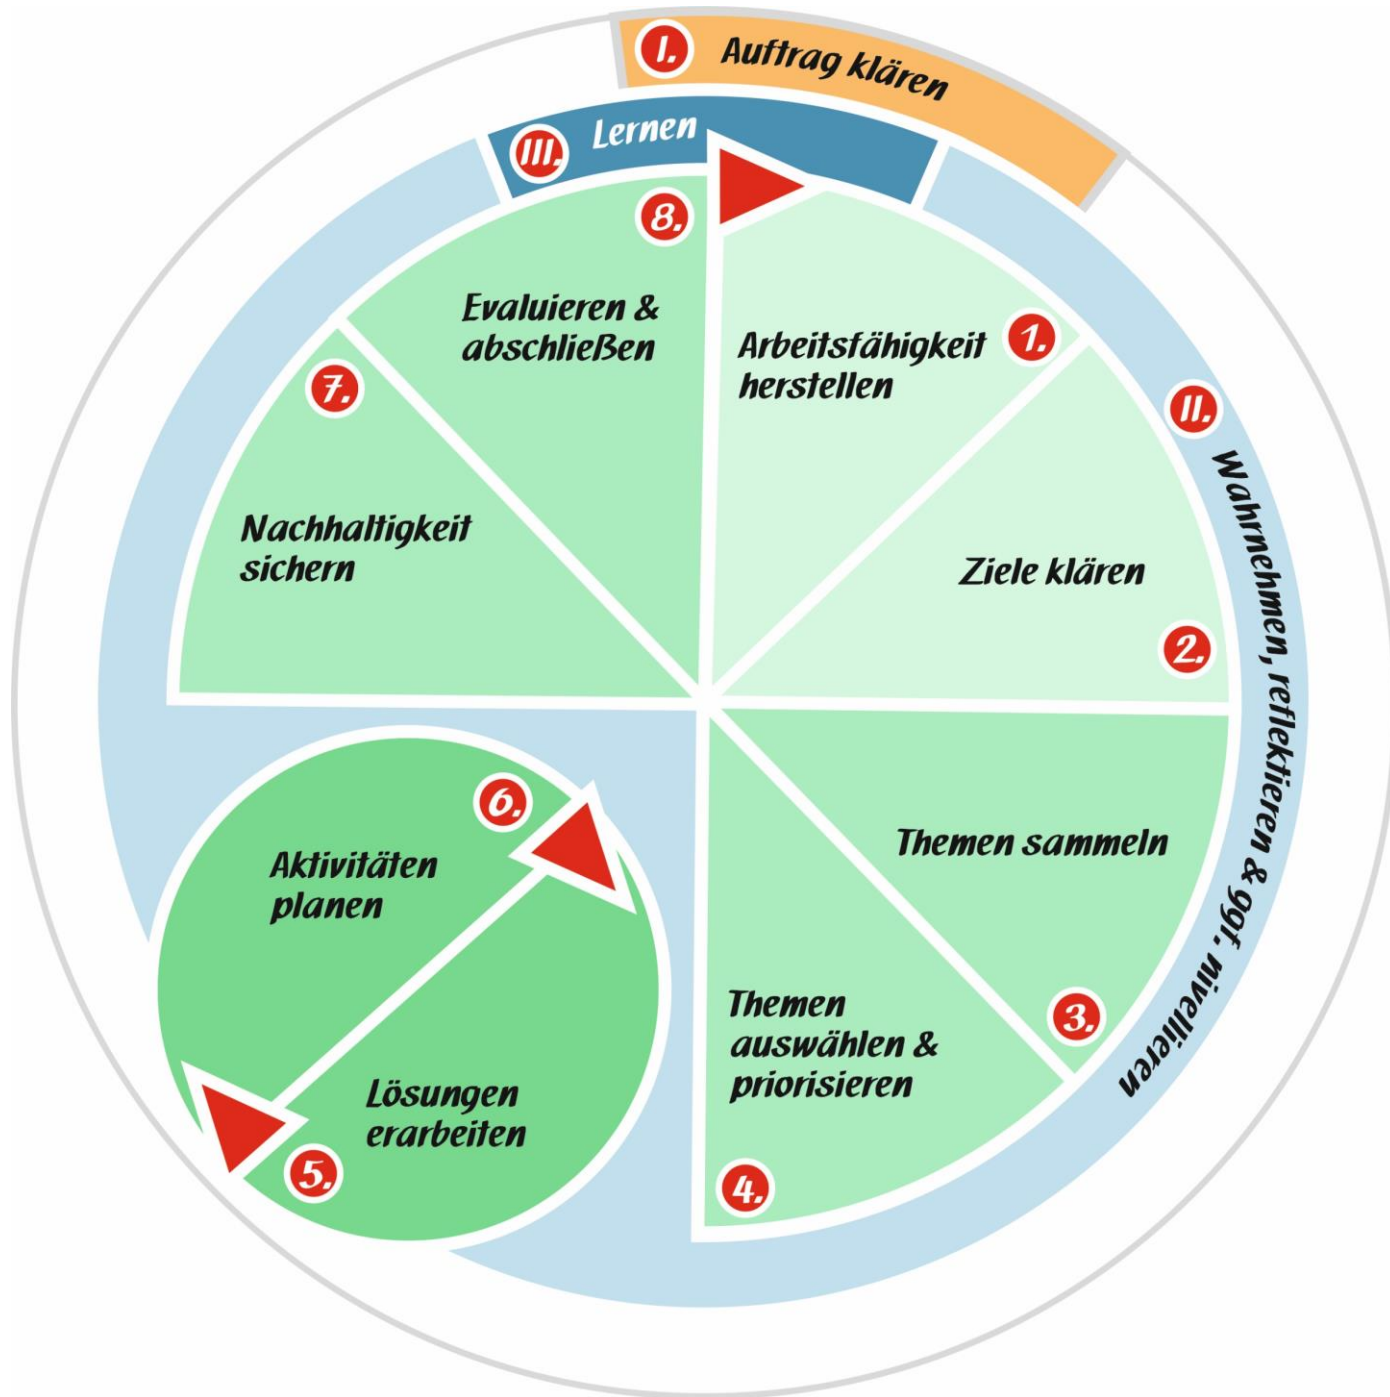 I. Auftrag klären
III. Lernen
8.
Evaluieren &
abschließen
1.
Arbeitsfähigkeit
herstellen
II. Wahrnehmen, reflektieren & ggf. nivellieren
7.
Nachhaltigkeit
sichern
Ziele klären
2.
Themen sammeln
3.
Themen
auswählen &
priorisieren
4.
Lösungen
erarbeiten
5.
6.
Aktivitäten
planen